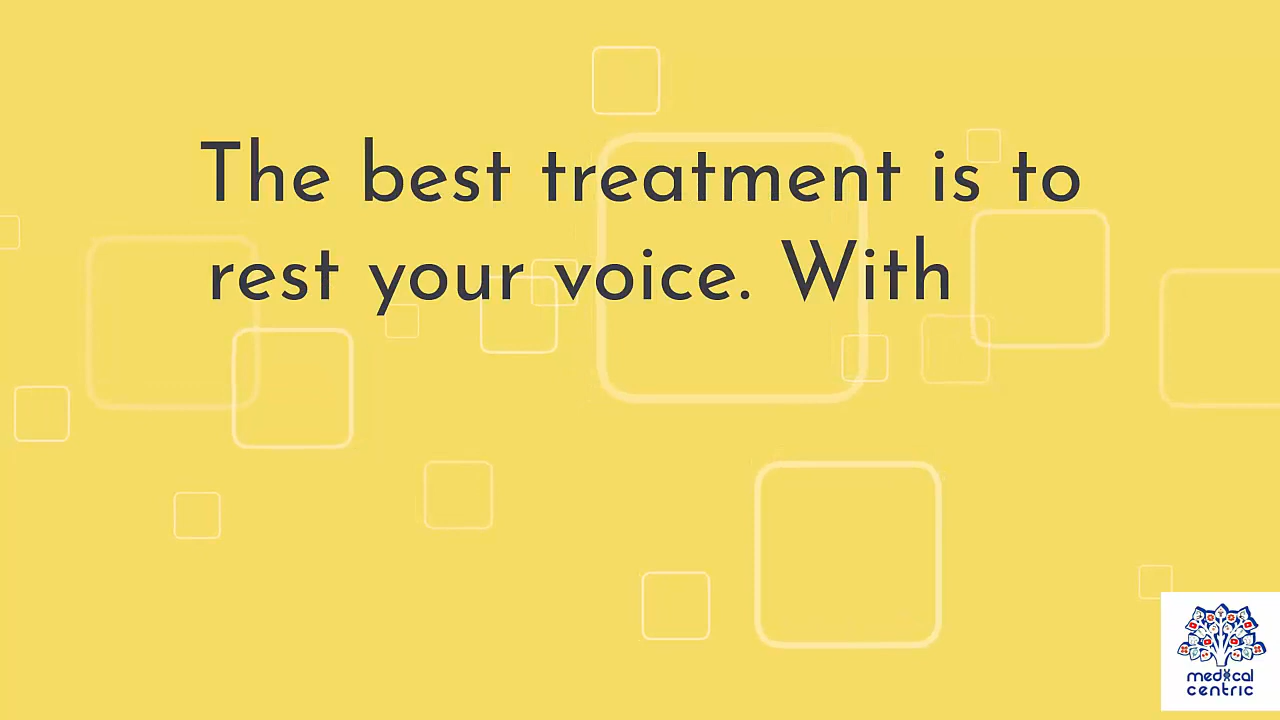 The best treatment is to
rest your voice. With
medical
centric